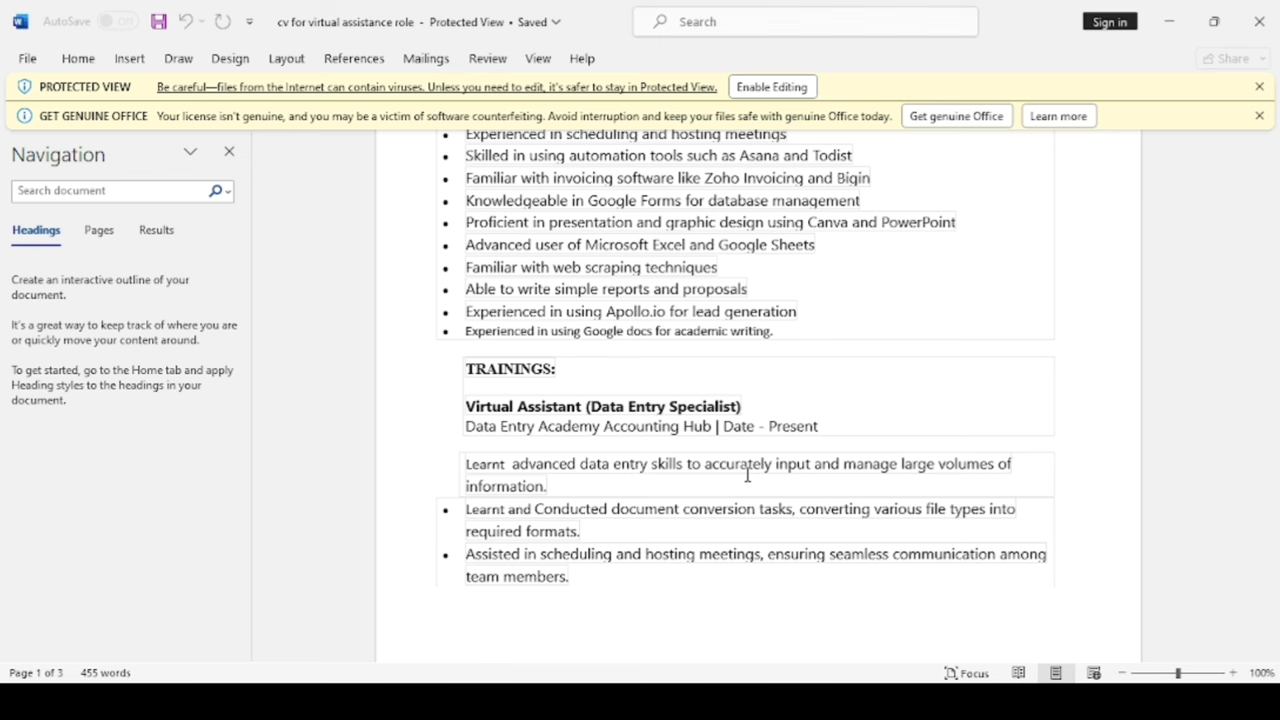 AutoSave Off cv for virtual assistance role - Protected View • Saved Search Sign in
File Home Insert Draw Design Layout References Mailings Review View Help Share
PROTECTED VIEW Be careful—files from the Internet can contain viruses. Unless you need to edit, it's safer to stay in Protected View. Enable Editing
GET GENUINE OFFICE Your license isn't genuine, and you may be a victim of software counterfeiting. Avoid interruption and keep your files safe with genuine Office today. Get genuine Office Learn more
Navigation
Search document
Headings Pages Results
Create an interactive outline of your
document.
It's a great way to keep track of where you are
or quickly move your content around.
To get started, go to the Home tab and apply
Heading styles to the headings in your
document.
• Experienced in scheduling and hosting meetings
• Skilled in using automation tools such as Asana and Todist
• Familiar with invoicing software like Zoho Invoicing and Bigin
• Knowledgeable in Google Forms for database management
• Proficient in presentation and graphic design using Canva and PowerPoint
• Advanced user of Microsoft Excel and Google Sheets
• Familiar with web scraping techniques
• Able to write simple reports and proposals
• Experienced in using Apollo.io for lead generation
• Experienced in using Google docs for academic writing.
TRAININGS:
Virtual Assistant (Data Entry Specialist)
Data Entry Academy Accounting Hub | Date - Present
Learnt advanced data entry skills to accurately input and manage large volumes of
information.
• Learnt and Conducted document conversion tasks, converting various file types into
required formats.
• Assisted in scheduling and hosting meetings, ensuring seamless communication among
team members.
Page 1 of 3 455 words Focus 100%